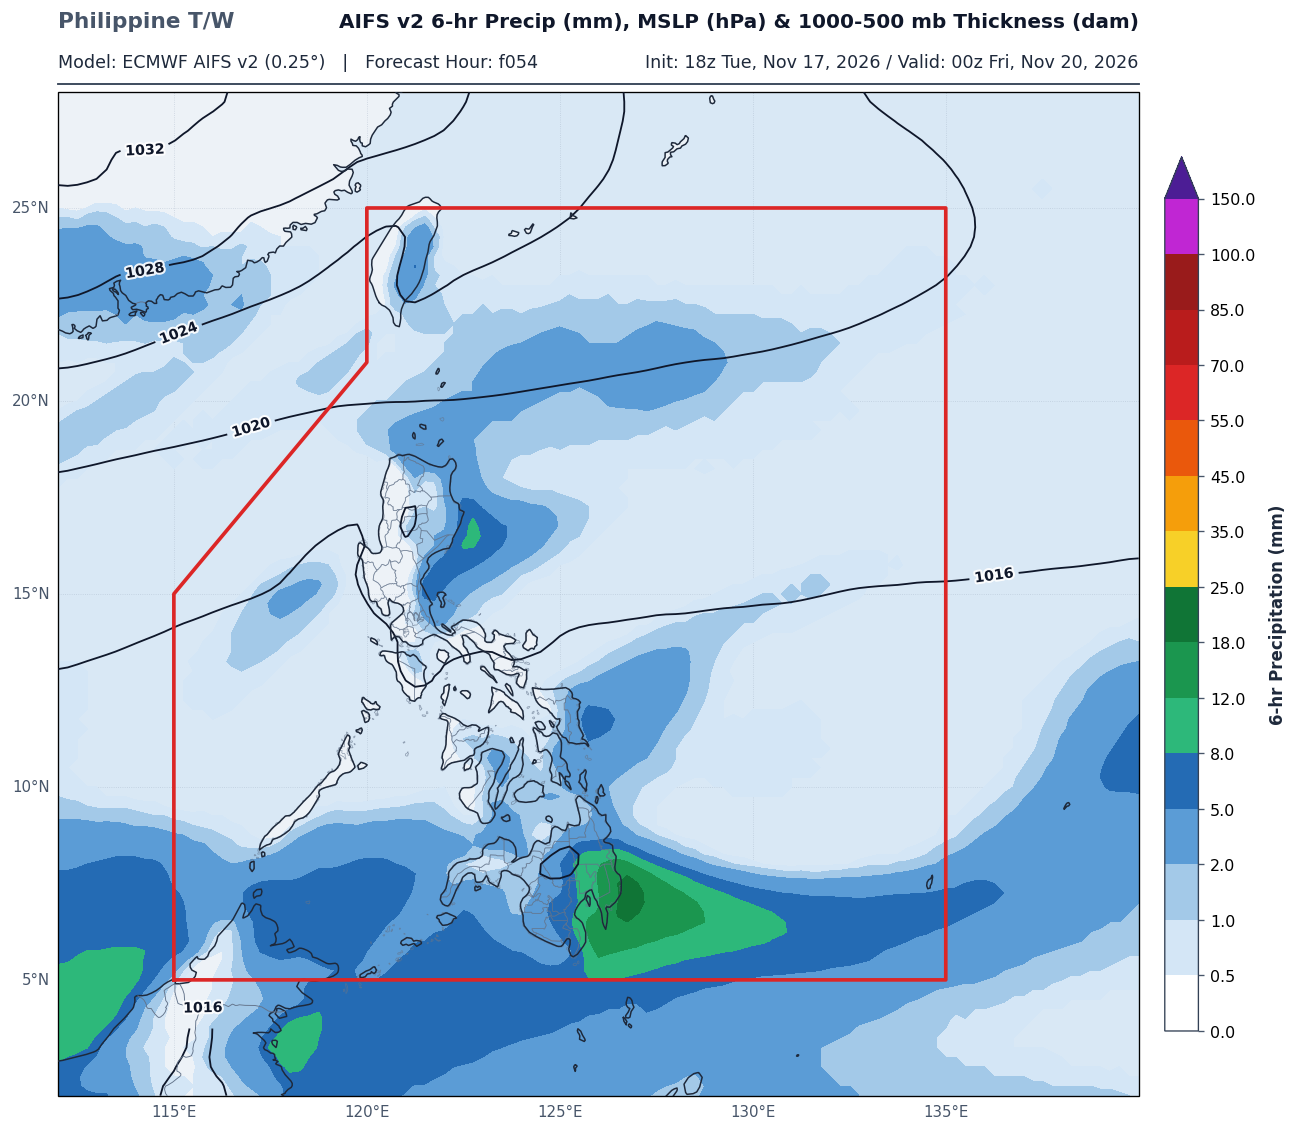 Philippine T/W
AIFS v2 6-hr Precip (mm), MSLP (hPa) & 1000-500 mb Thickness (dam)
Model: ECMWF AIFS v2 (0.25°)   |   Forecast Hour: f054
Init: 18z Tue, Nov 17, 2026 / Valid: 00z Fri, Nov 20, 2026
1032
1028
1024
1020
1016
1016
25°N
20°N
15°N
10°N
5°N
115°E
120°E
125°E
130°E
135°E
150.0
100.0
85.0
70.0
55.0
45.0
35.0
25.0
18.0
12.0
8.0
5.0
2.0
1.0
0.5
0.0
6-hr Precipitation (mm)